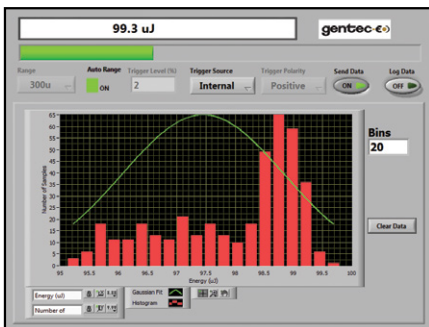 99.3 uJ
gentec-eo
Range
Auto Range
Trigger Level (%)
Trigger Source
Trigger Polarity
Send Data
Log Data
300u
ON
2
Internal
Positive
ON
OFF
Number of Samples
65
60
55
50
45
40
35
30
25
20
15
10
5
0
95 95.5 96 96.5 97 97.5 98 98.5 99 99.5 100
Energy (uJ)
Bins
20
Clear Data
Energy (uJ)
Number of
Gaussian Fit
Histogram